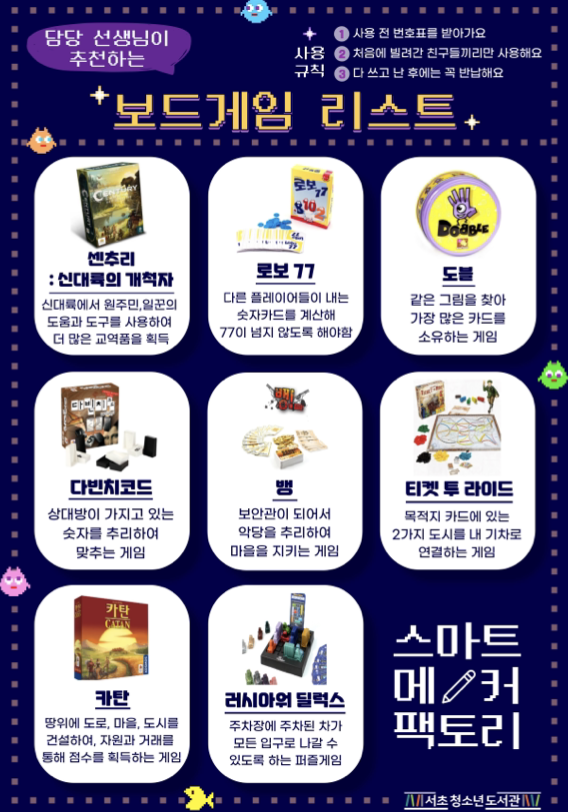 담당 선생님이
추천하는
사용
규칙
1 사용 전 번호표를 받아가요
2 처음에 빌려간 친구들끼리만 사용해요
3 다 쓰고 난 후에는 꼭 반납해요
보드게임 리스트
CENTURY
센추리
: 신대륙의 개척자
신대륙에서 원주민,일꾼의
도움과 도구를 사용하여
더 많은 교역품을 획득
로보 77
8 10
로보 77
다른 플레이어들이 내는
숫자카드를 계산해
77이 넘지 않도록 해야함
DOBBLE
도블
같은 그림을 찾아
가장 많은 카드를
소유하는 게임
다빈치코드
다빈치코드
상대방이 가지고 있는
숫자를 추리하여
맞추는 게임
뱅
보안관이 되어서
악당을 추리하여
마을을 지키는 게임
티켓 투 라이드
목적지 카드에 있는
2가지 도시를 내 기차로
연결하는 게임
카탄
CATAN
카탄
땅위에 도로, 마을, 도시를
건설하여, 자원과 거래를
통해 점수를 획득하는 게임
러시아워 딜럭스
주차장에 주차된 차가
모든 입구로 나갈 수
있도록 하는 퍼즐게임
스마트
메이커
팩토리
서초청소년도서관